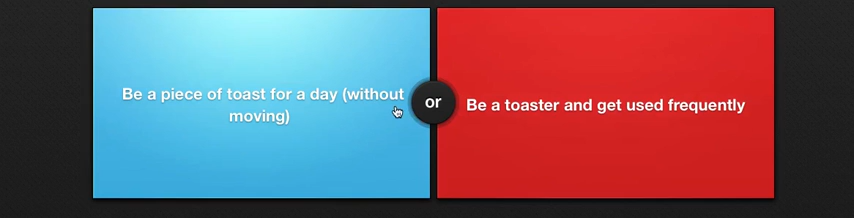 Be a piece of toast for a day (without
moving)
or
Be a toaster and get used frequently